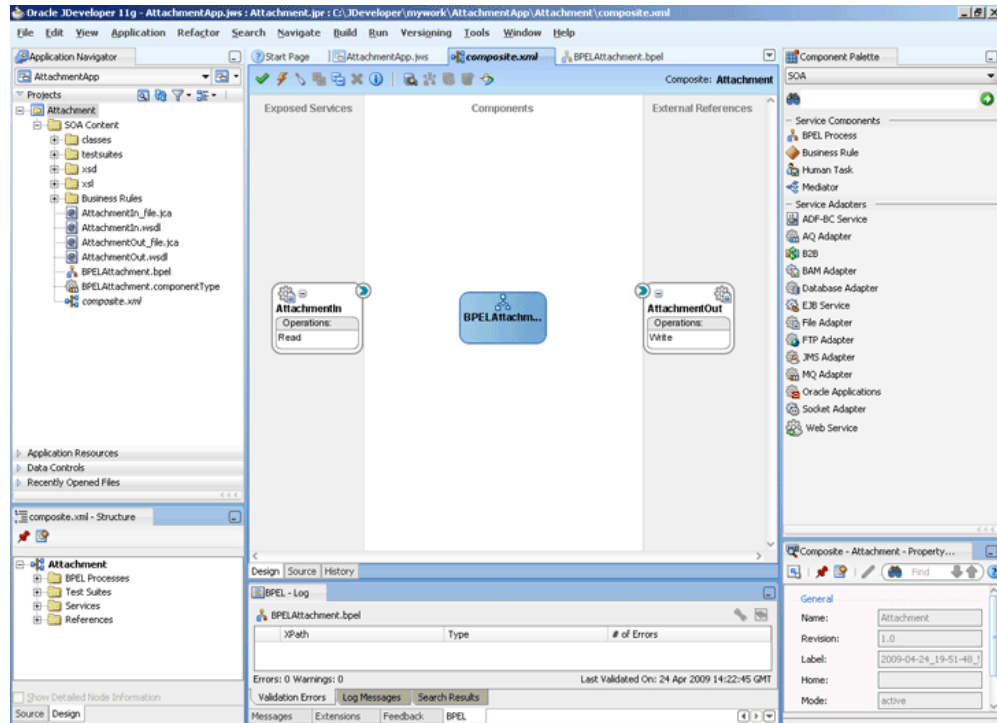 Oracle JDeveloper 11g - AttachmentApp.jws : Attachment.jpr : C:\JDeveloper\mywork\AttachmentApp\Attachment\composite.xml
File Edit View Application Refactor Search Navigate Build Run Versigning Tools Window Help
Application Navigator
AttachmentApp
Projects
Attachment
SOA Content
classes
testsuites
xsd
xsl
Business Rules
AttachmentIn_file.jca
AttachmentIn.wsdl
AttachmentOut_file.jca
AttachmentOut.wsdl
BPELAttachment.bpel
BPELAttachment.componentType
composite.xml
Application Resources
Data Controls
Recently Opened Files
composite.xml - Structure
Attachment
BPEL Processes
Test Suites
Services
References
Show Detailed Node Information
Source Design
Start Page AttachmentApp.jws composite.xml BPELAttachment.bpel
Composite: Attachment
Exposed Services Components External References
AttachmentIn
Operations:
Read
BPELAttachm...
AttachmentOut
Operations:
Write
Design Source History
BPEL - Log
BPELAttachment.bpel
XPath Type # of Errors
Errors: 0 Warnings: 0 Last Validated On: 24 Apr 2009 14:22:45 GMT
Validation Errors Log Messages Search Results
Messages Extensions Feedback BPEL
Component Palette
SOA
Service Components
BPEL Process
Business Rule
Human Task
Mediator
Service Adapters
ADF-BC Service
AQ Adapter
B2B
BAM Adapter
Database Adapter
EJB Service
File Adapter
FTP Adapter
JMS Adapter
MQ Adapter
Oracle Applications
Socket Adapter
Web Service
Composite - Attachment - Property...
Find
General
Name: Attachment
Revision: 1.0
Label: 2009-04-24_19-51-48_
Home:
Mode: active